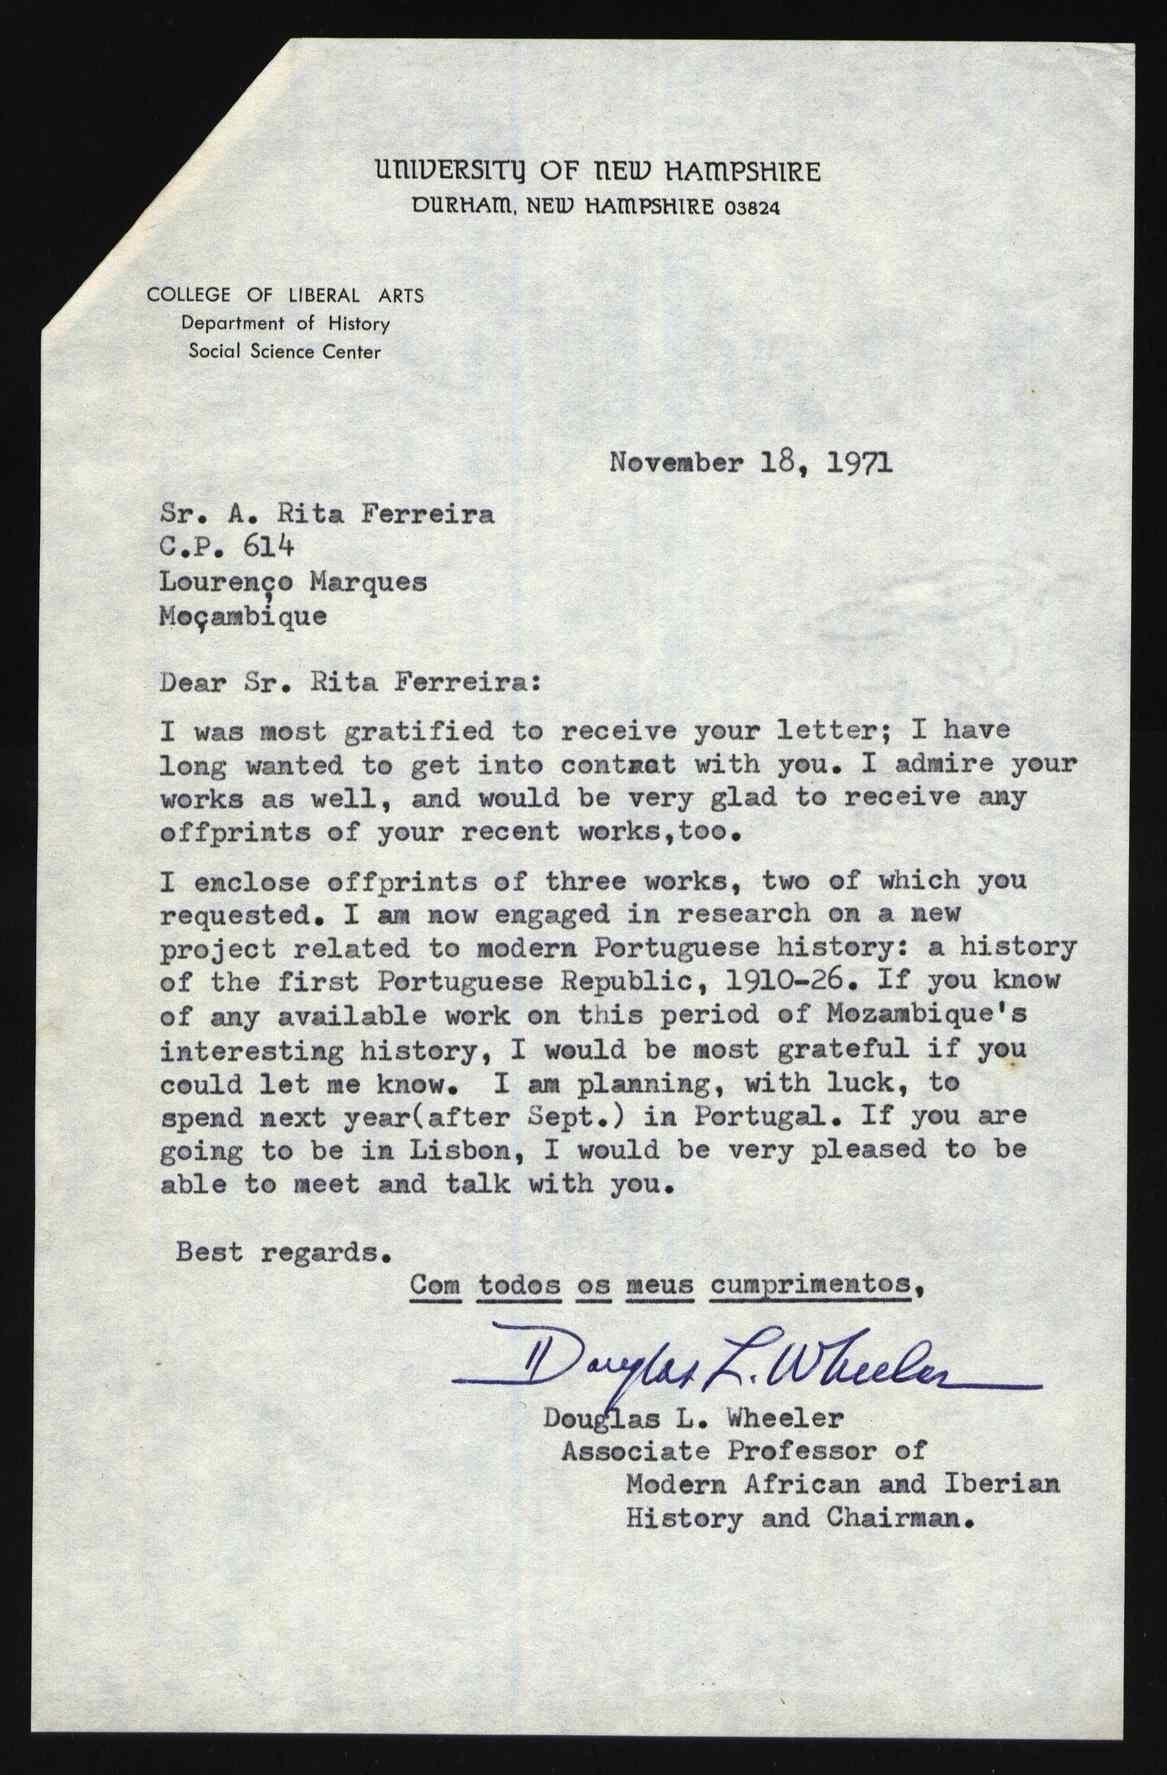 UNIVERSITY OF NEW HAMPSHIRE
DURHAM, NEW HAMPSHIRE 03824
COLLEGE OF LIBERAL ARTS
Department of History
Social Science Center
November 18, 1971
Sr. A. Rita Ferreira
C.P. 614
Lourenço Marques
Moçambique
Dear Sr. Rita Ferreira:
I was most gratified to receive your letter; I have
long wanted to get into contact with you. I admire your
works as well, and would be very glad to receive any
offprints of your recent works,too.
I enclose offprints of three works, two of which you
requested. I am now engaged in research on a new
project related to modern Portuguese history: a history
of the first Portuguese Republic, 1910-26. If you know
of any available work on this period of Mozambique's
interesting history, I would be most grateful if you
could let me know. I am planning, with luck, to
spend next year(after Sept.) in Portugal. If you are
going to be in Lisbon, I would be very pleased to be
able to meet and talk with you.
Best regards.
Com todos os meus cumprimentos,
Douglas L. Wheeler
Douglas L. Wheeler
Associate Professor of
Modern African and Iberian
History and Chairman.